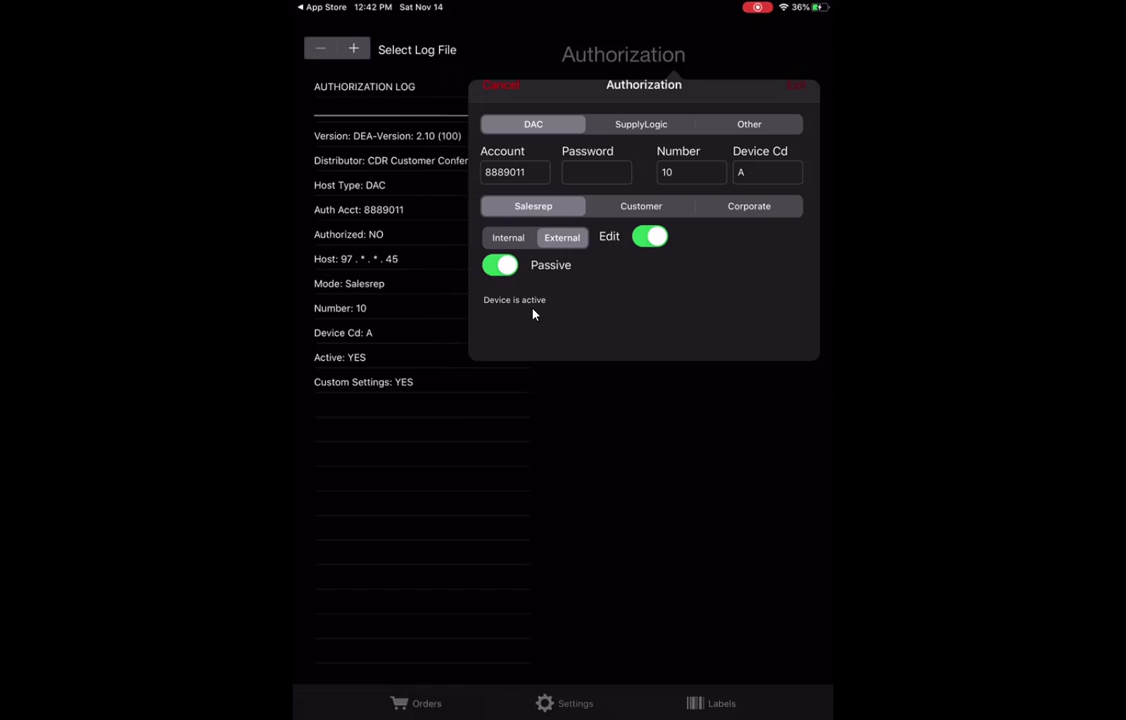 App Store 12:42 PM Sat Nov 14 36%
Select Log File
Authorization
AUTHORIZATION LOG
Version: DEA-Version: 2.10 (100)
Distributor: CDR Customer Confer
Host Type: DAC
Auth Acct: 8889011
Authorized: NO
Host: 97 . * . * . 45
Mode: Salesrep
Number: 10
Device Cd: A
Active: YES
Custom Settings: YES
Cancel Authorization
DAC SupplyLogic Other
Account Password Number Device Cd
8889011 10 A
Salesrep Customer Corporate
Internal External Edit
Passive
Device is active
Orders Settings Labels